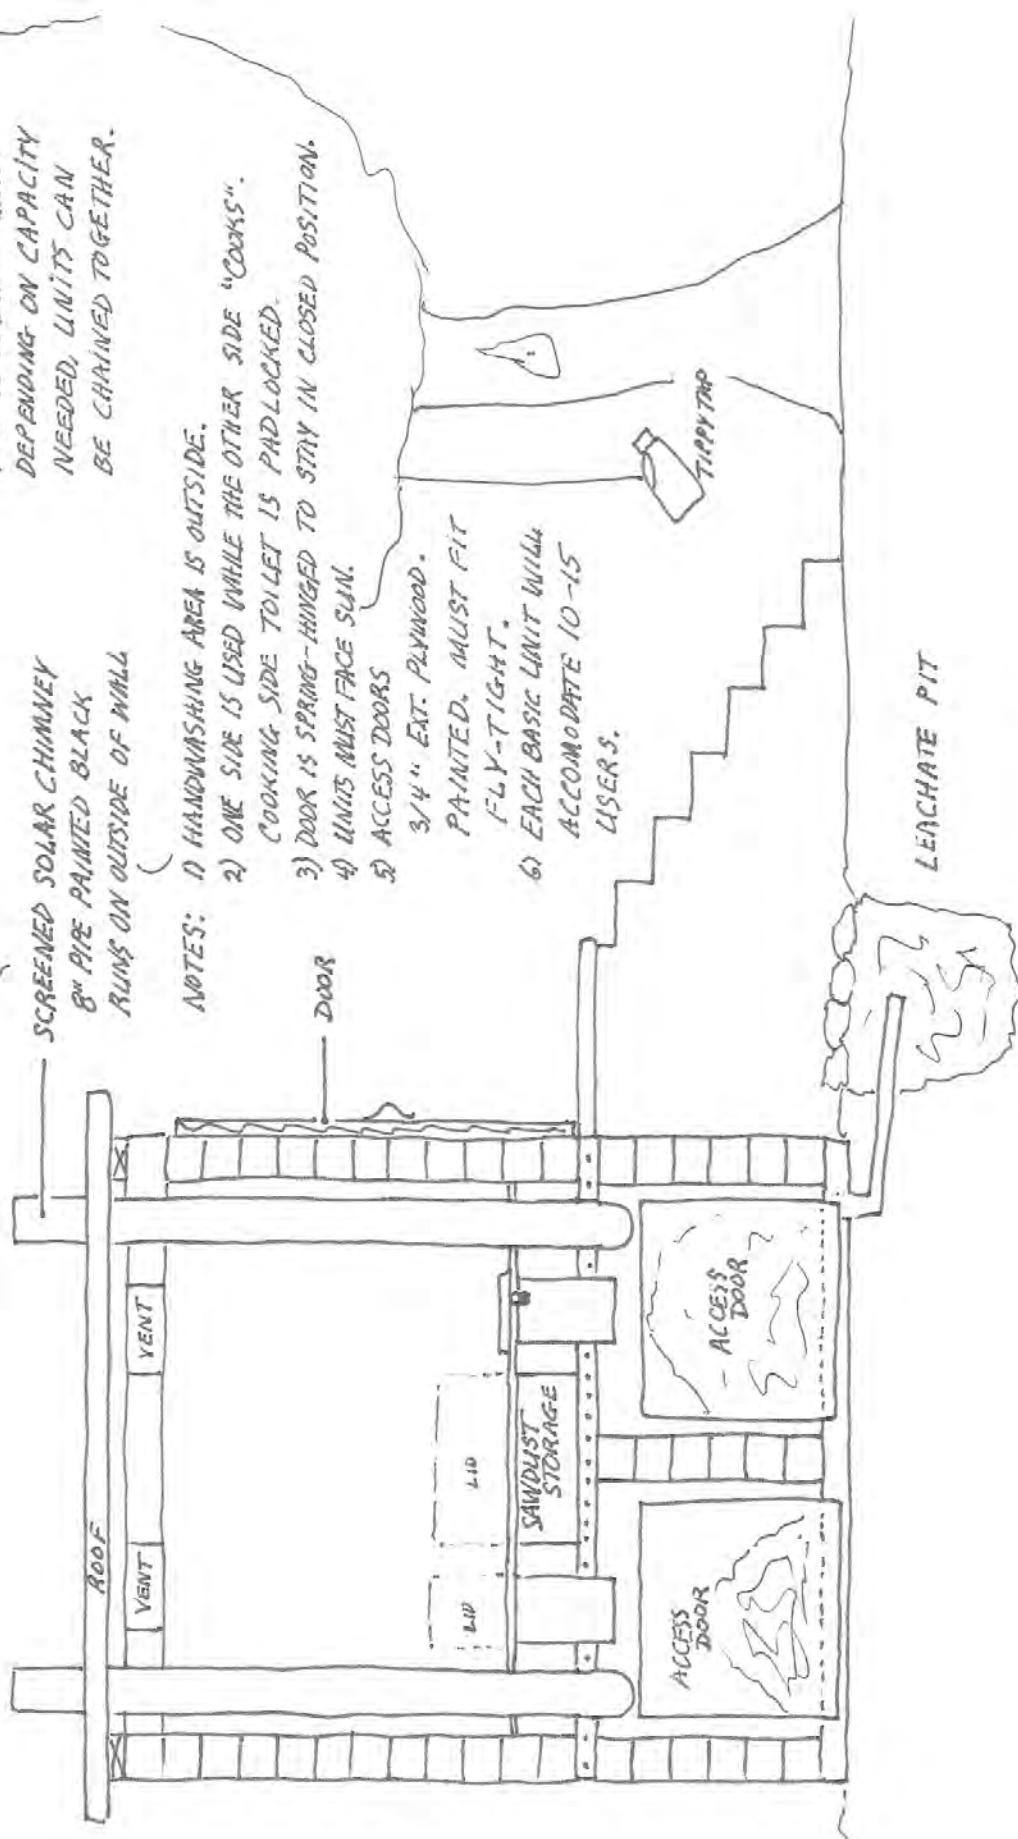 DEPENDING ON CAPACITY
NEEDED, UNITS CAN
BE CHAINED TOGETHER.
SCREENED SOLAR CHIMNEY
8" PIPE PAINTED BLACK
RUNS ON OUTSIDE OF WALL
NOTES: 1) HANDWASHING AREA IS OUTSIDE.
2) ONE SIDE IS USED WHILE THE OTHER SIDE "COOKS".
COOKING SIDE TOILET IS PADLOCKED.
3) DOOR IS SPRING-HINGED TO STAY IN CLOSED POSITION.
4) UNITS MUST FACE SUN.
5) ACCESS DOORS
3/4" EXT. PLYWOOD.
PAINTED. MUST FIT
FLY-TIGHT.
6) EACH BASIC UNIT WILL
ACCOMODATE 10-15
USERS.
DOOR
ROOF
VENT
VENT
LID
LID
SAWDUST
STORAGE
ACCESS
DOOR
ACCESS
DOOR
TIPPY TAP
LEACHATE PIT